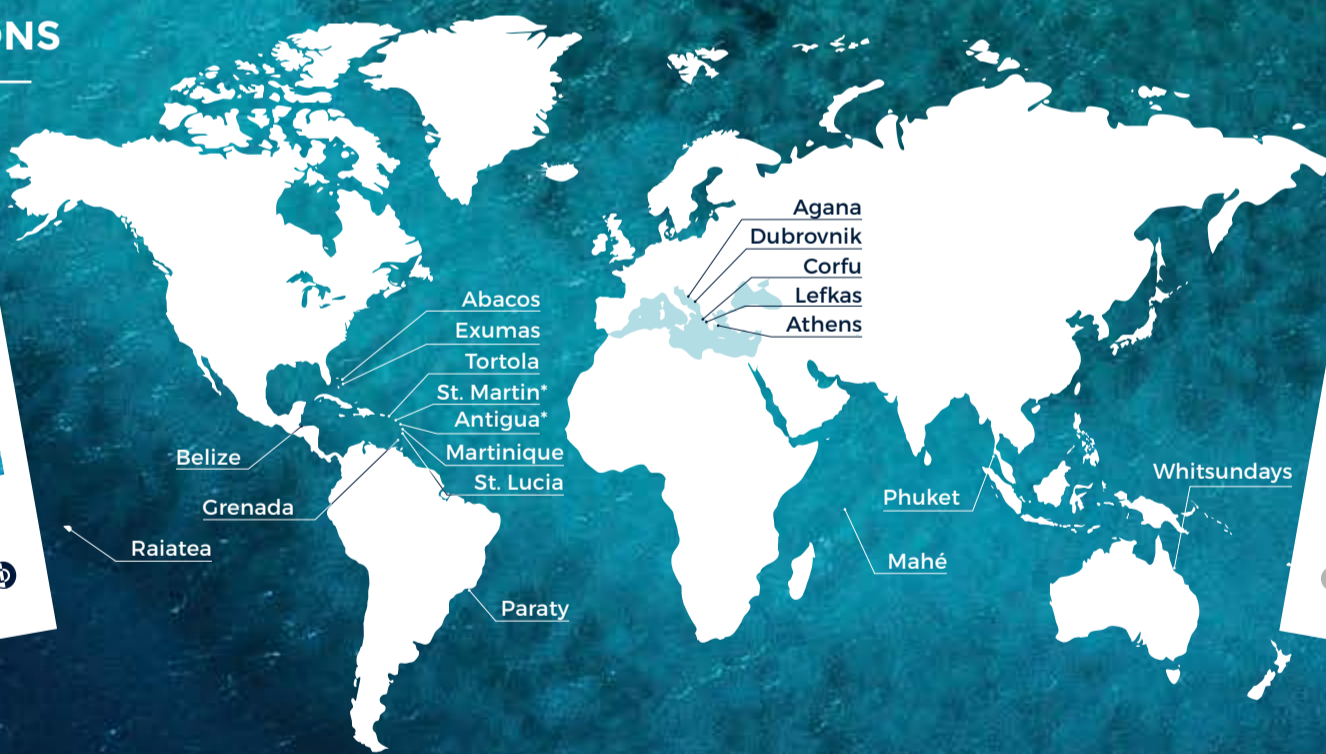 ONS
Agana
Dubrovnik
Corfu
Lefkas
Athens
Abacos
Exumas
Tortola
St. Martin*
Antigua*
Martinique
St. Lucia
Belize
Grenada
Raiatea
Paraty
Phuket
Mahé
Whitsundays